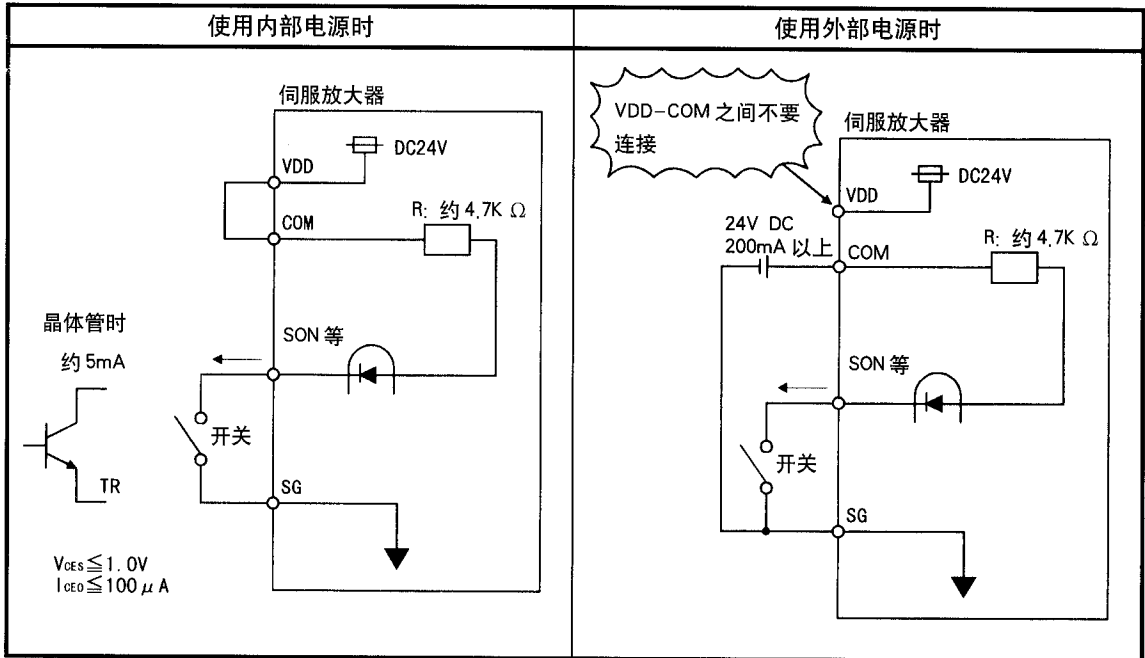 使用内部电源时
使用外部电源时
伺服放大器
DC24V
VDD
COM
R: 约 4.7K Ω
晶体管时
约 5mA
SON 等
开关
TR
SG
VCES≦1.0V
ICEO≦100μA
VDD-COM 之间不要
连接
伺服放大器
DC24V
VDD
24V DC
200mA 以上
COM
R: 约 4.7K Ω
SON 等
开关
SG